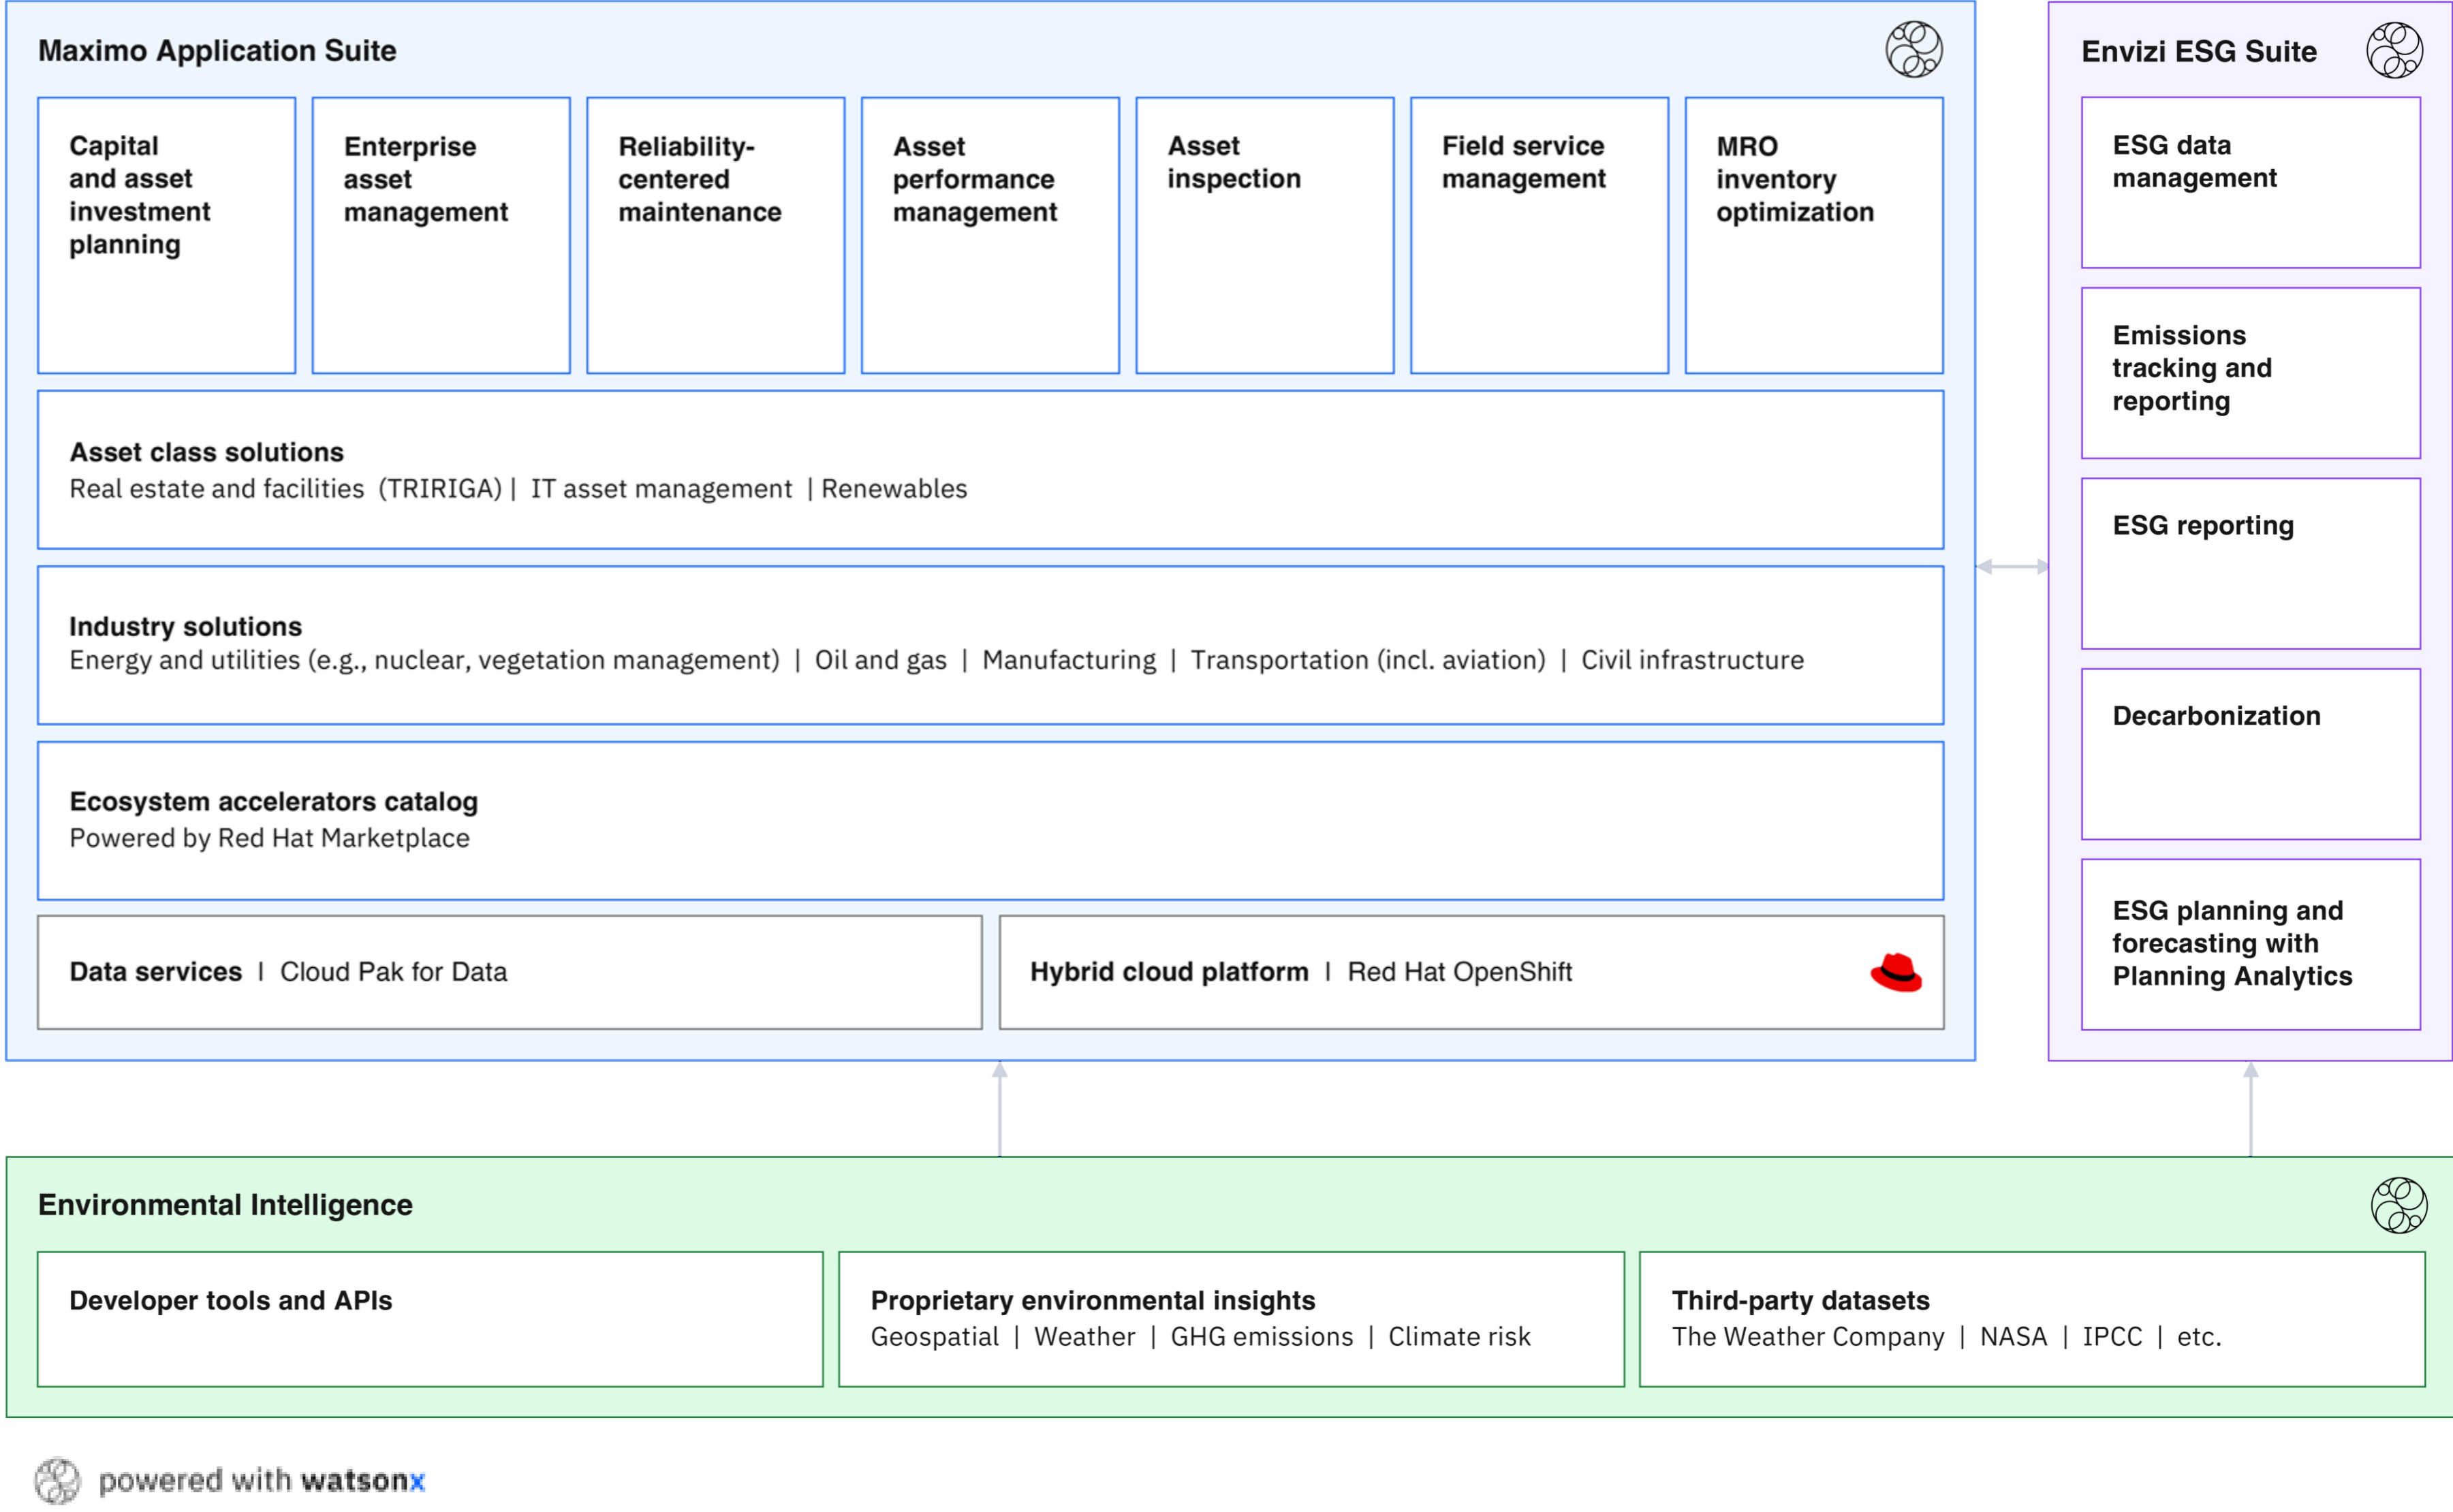 Maximo Application Suite
Capital
and asset
investment
planning
Enterprise
asset
management
Reliability-
centered
maintenance
Asset
performance
management
Asset
inspection
Field service
management
MRO
inventory
optimization
Asset class solutions
Real estate and facilities (TRIRIGA) | IT asset management | Renewables
Industry solutions
Energy and utilities (e.g., nuclear, vegetation management) | Oil and gas | Manufacturing | Transportation (incl. aviation) | Civil infrastructure
Ecosystem accelerators catalog
Powered by Red Hat Marketplace
Data services | Cloud Pak for Data
Hybrid cloud platform | Red Hat OpenShift
Envizi ESG Suite
ESG data
management
Emissions
tracking and
reporting
ESG reporting
Decarbonization
ESG planning and
forecasting with
Planning Analytics
Environmental Intelligence
Developer tools and APIs
Proprietary environmental insights
Geospatial | Weather | GHG emissions | Climate risk
Third-party datasets
The Weather Company | NASA | IPCC | etc.
powered with watsonx